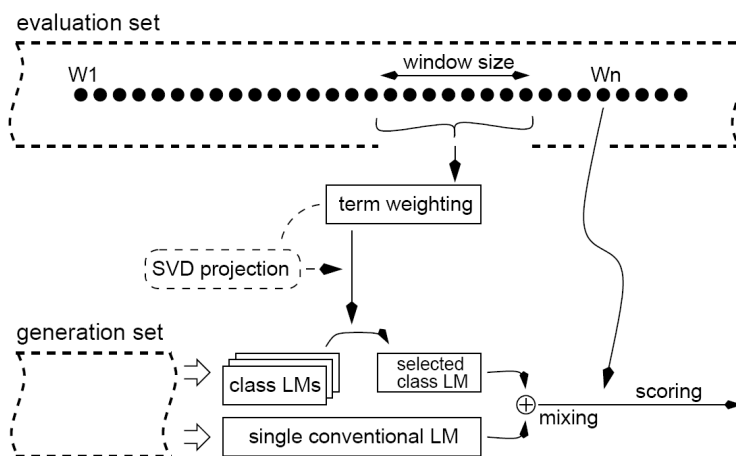 evaluation set
W1
window size
Wn
term weighting
SVD projection
generation set
class LMs
selected
class LM
scoring
mixing
single conventional LM